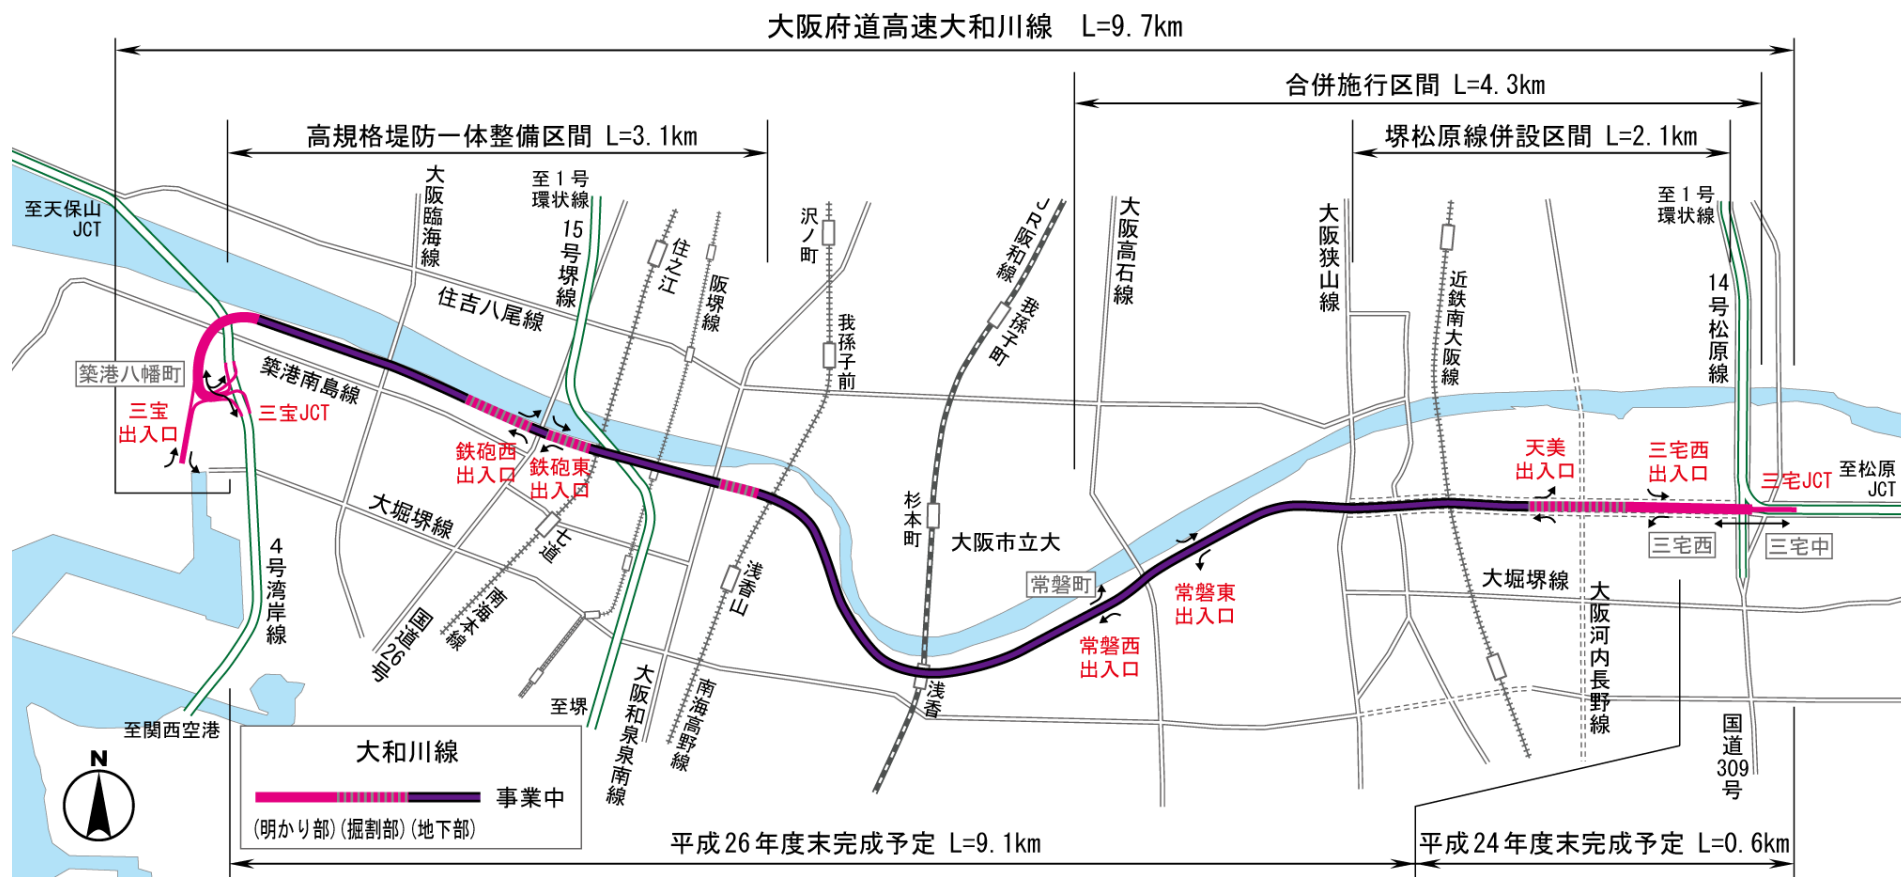 大阪府道高速大和川線 L=9.7km
合併施行区間 L=4.3km
高規格堤防一体整備区間 L=3.1km
堺松原線併設区間 L=2.1km
至天保山
JCT
大阪臨海線
至1号
環状線
15号堺線
住之江
阪堺線
沢ノ町
我孫子前
JR阪和線
我孫子町
大阪高石線
大阪狭山線
近鉄南大阪線
至1号
環状線
14号松原線
住吉八尾線
築港八幡町
築港南島線
三宝
出入口
三宝JCT
鉄砲西
出入口
鉄砲東
出入口
天美
出入口
三宅西
出入口
三宅JCT
至松原
JCT
大堀堺線
七道
杉本町
大阪市立大
三宅西
三宅中
4号湾岸線
南海本線
国道26号
浅香山
常磐町
常磐東
出入口
常磐西
出入口
大堀堺線
大阪河内長野線
至関西空港
至堺
大阪和泉泉南線
南海高野線
浅香
国道309号
N
大和川線
事業中
(明かり部)(掘割部)(地下部)
平成26年度末完成予定 L=9.1km
平成24年度末完成予定 L=0.6km